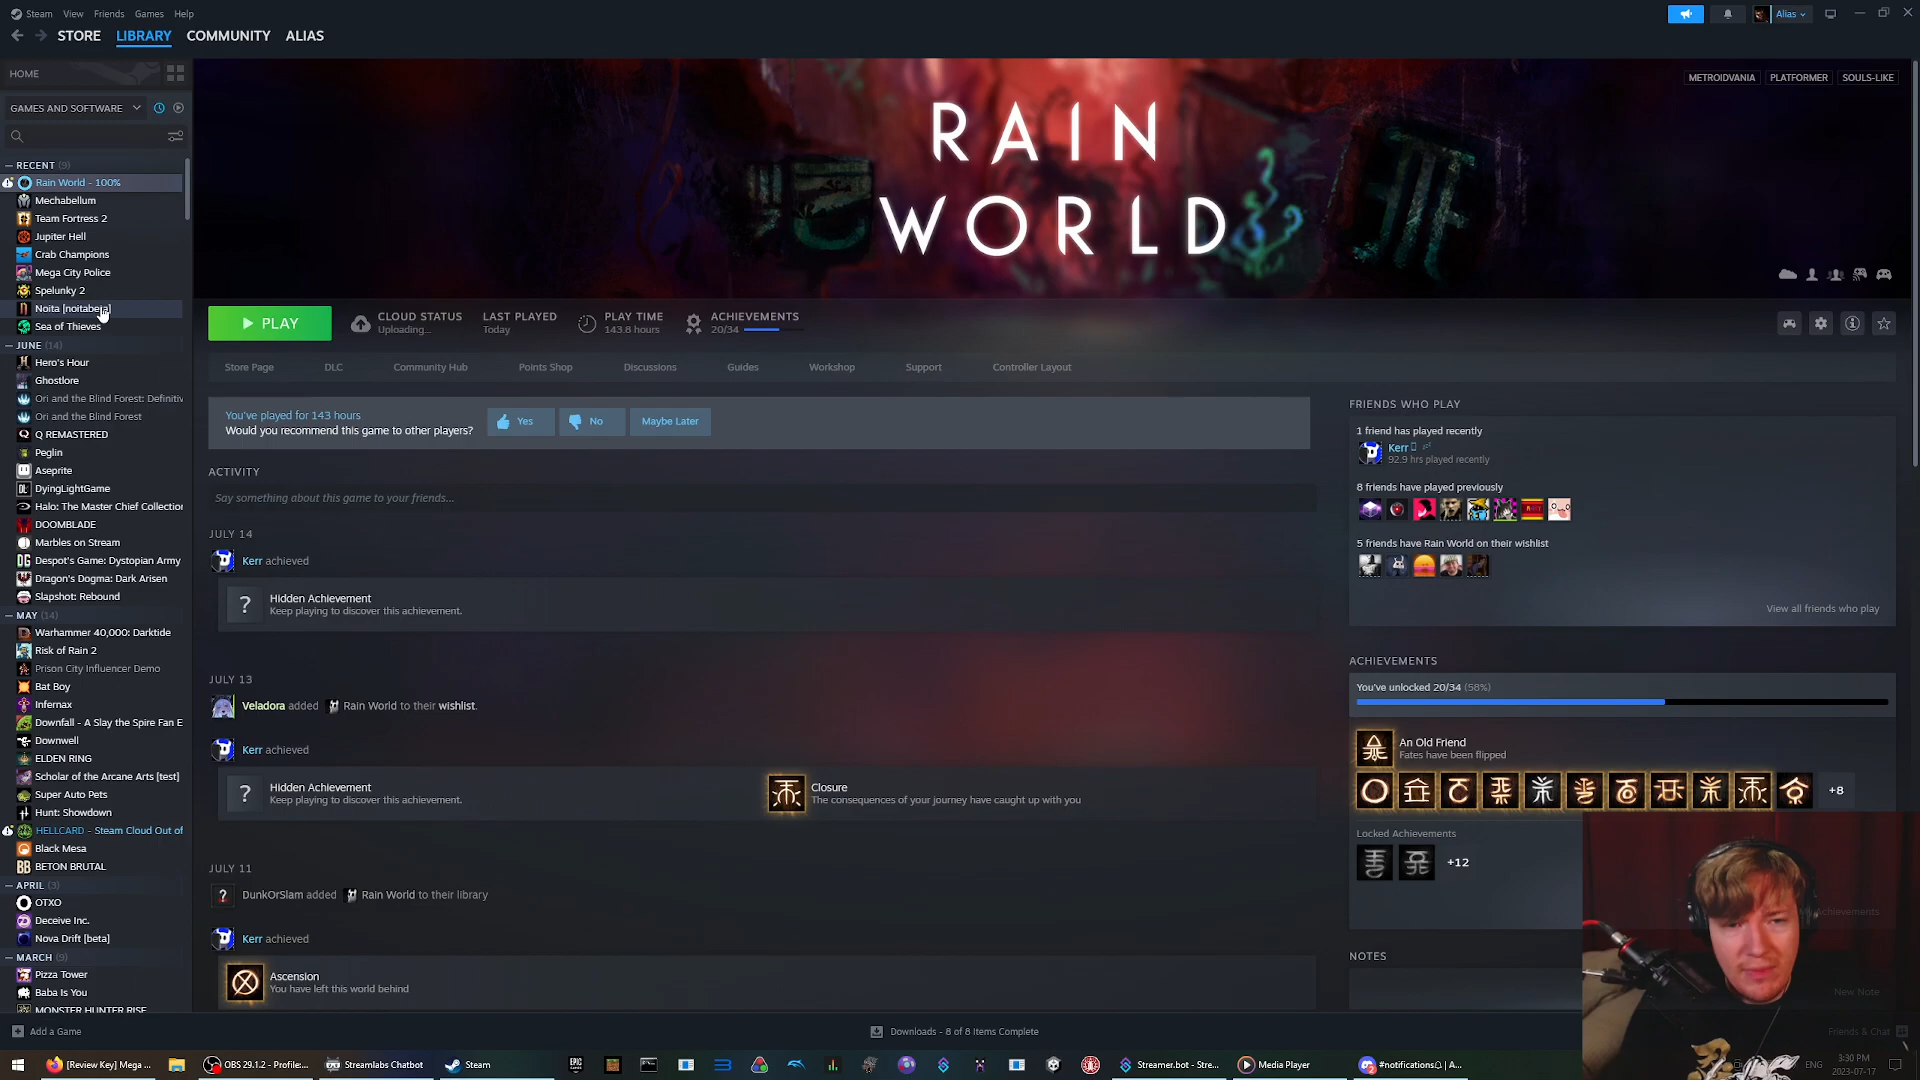 Steam View Friends Games Help
Alias
STORE LIBRARY COMMUNITY ALIAS
HOME
GAMES AND SOFTWARE
RECENT (9)
Rain World - 100%
Mechabellum
Team Fortress 2
Jupiter Hell
Crab Champions
Mega City Police
Spelunky 2
Noita [noitabeta]
Sea of Thieves
JUNE (14)
Hero's Hour
Ghostlore
Ori and the Blind Forest: Definitiv
Ori and the Blind Forest
Q REMASTERED
Peglin
Aseprite
DyingLightGame
Halo: The Master Chief Collection
DOOMBLADE
Marbles on Stream
Despot's Game: Dystopian Army
Dragon's Dogma: Dark Arisen
Slapshot: Rebound
MAY (14)
Warhammer 40,000: Darktide
Risk of Rain 2
Prison City Influencer Demo
Bat Boy
Infernax
Downfall - A Slay the Spire Fan E
Downwell
ELDEN RING
Scholar of the Arcane Arts [test]
Super Auto Pets
Hunt: Showdown
HELLCARD - Steam Cloud Out of
Black Mesa
BETON BRUTAL
APRIL (3)
OTXO
Deceive Inc.
Nova Drift [beta]
MARCH (9)
Pizza Tower
Baba Is You
MONSTER HUNTER RISE
Add a Game
METROIDVANIA PLATFORMER SOULS-LIKE
RAIN
WORLD
PLAY
CLOUD STATUS
Uploading...
LAST PLAYED
Today
PLAY TIME
143.8 hours
ACHIEVEMENTS
20/34
Store Page DLC Community Hub Points Shop Discussions Guides Workshop Support Controller Layout
You've played for 143 hours
Would you recommend this game to other players?
Yes No Maybe Later
ACTIVITY
Say something about this game to your friends...
JULY 14
Kerr achieved
Hidden Achievement
Keep playing to discover this achievement.
JULY 13
Veladora added Rain World to their wishlist.
Kerr achieved
Hidden Achievement
Keep playing to discover this achievement.
Closure
The consequences of your journey have caught up with you
JULY 11
DunkOrSlam added Rain World to their library
Kerr achieved
Ascension
You have left this world behind
FRIENDS WHO PLAY
1 friend has played recently
Kerr
92.9 hrs played recently
8 friends have played previously
5 friends have Rain World on their wishlist
View all friends who play
ACHIEVEMENTS
You've unlocked 20/34 (58%)
An Old Friend
Fates have been flipped
+8
Locked Achievements
+12
Achievements
NOTES
New Note
Downloads - 8 of 8 Items Complete
Friends & Chat
[Review Key] Mega ...
OBS 29.1.2 - Profile:...
Streamlabs Chatbot
Steam
EPIC
Streamer.bot - Stre...
Media Player
#notifications | A...
ENG
3:30 PM
2023-07-17